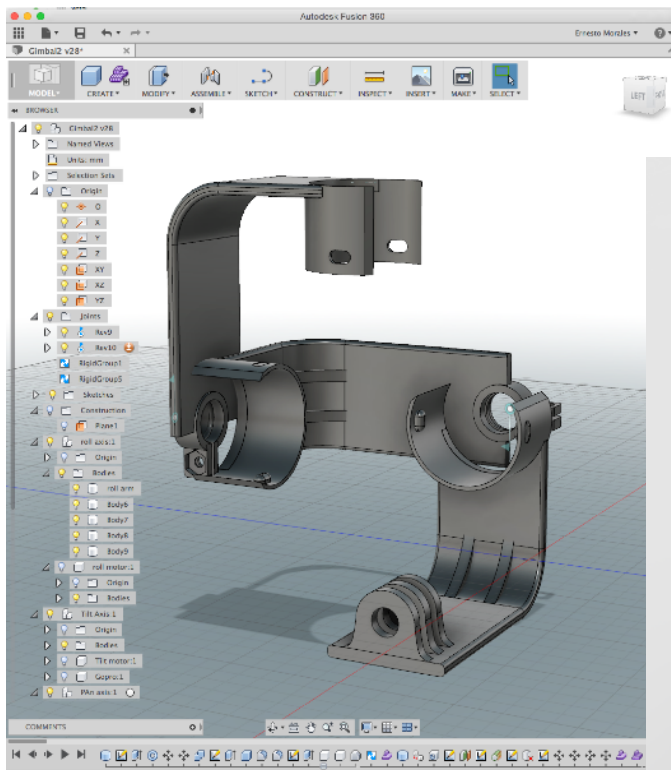 Autodesk Fusion 360
Ernesto Morales
Gimbal2 v28*
MODEL
CREATE
MODIFY
ASSEMBLE
SKETCH
CONSTRUCT
INSPECT
INSERT
MAKE
SELECT
LEFT
BROWSER
Gimbal2 v28
Named Views
Units: mm
Selection Sets
Origin
O
X
Y
Z
XY
XZ
YZ
Joints
Rev9
Rev10
RigidGroup1
RigidGroup5
Sketches
Construction
Plane1
roll axis:1
Origin
Bodies
roll arm
Body6
Body7
Body8
Body9
roll motor:1
Origin
Bodies
Tilt Axis:1
Origin
Bodies
Tilt motor:1
Gopro:1
PAn axis:1
COMMENTS